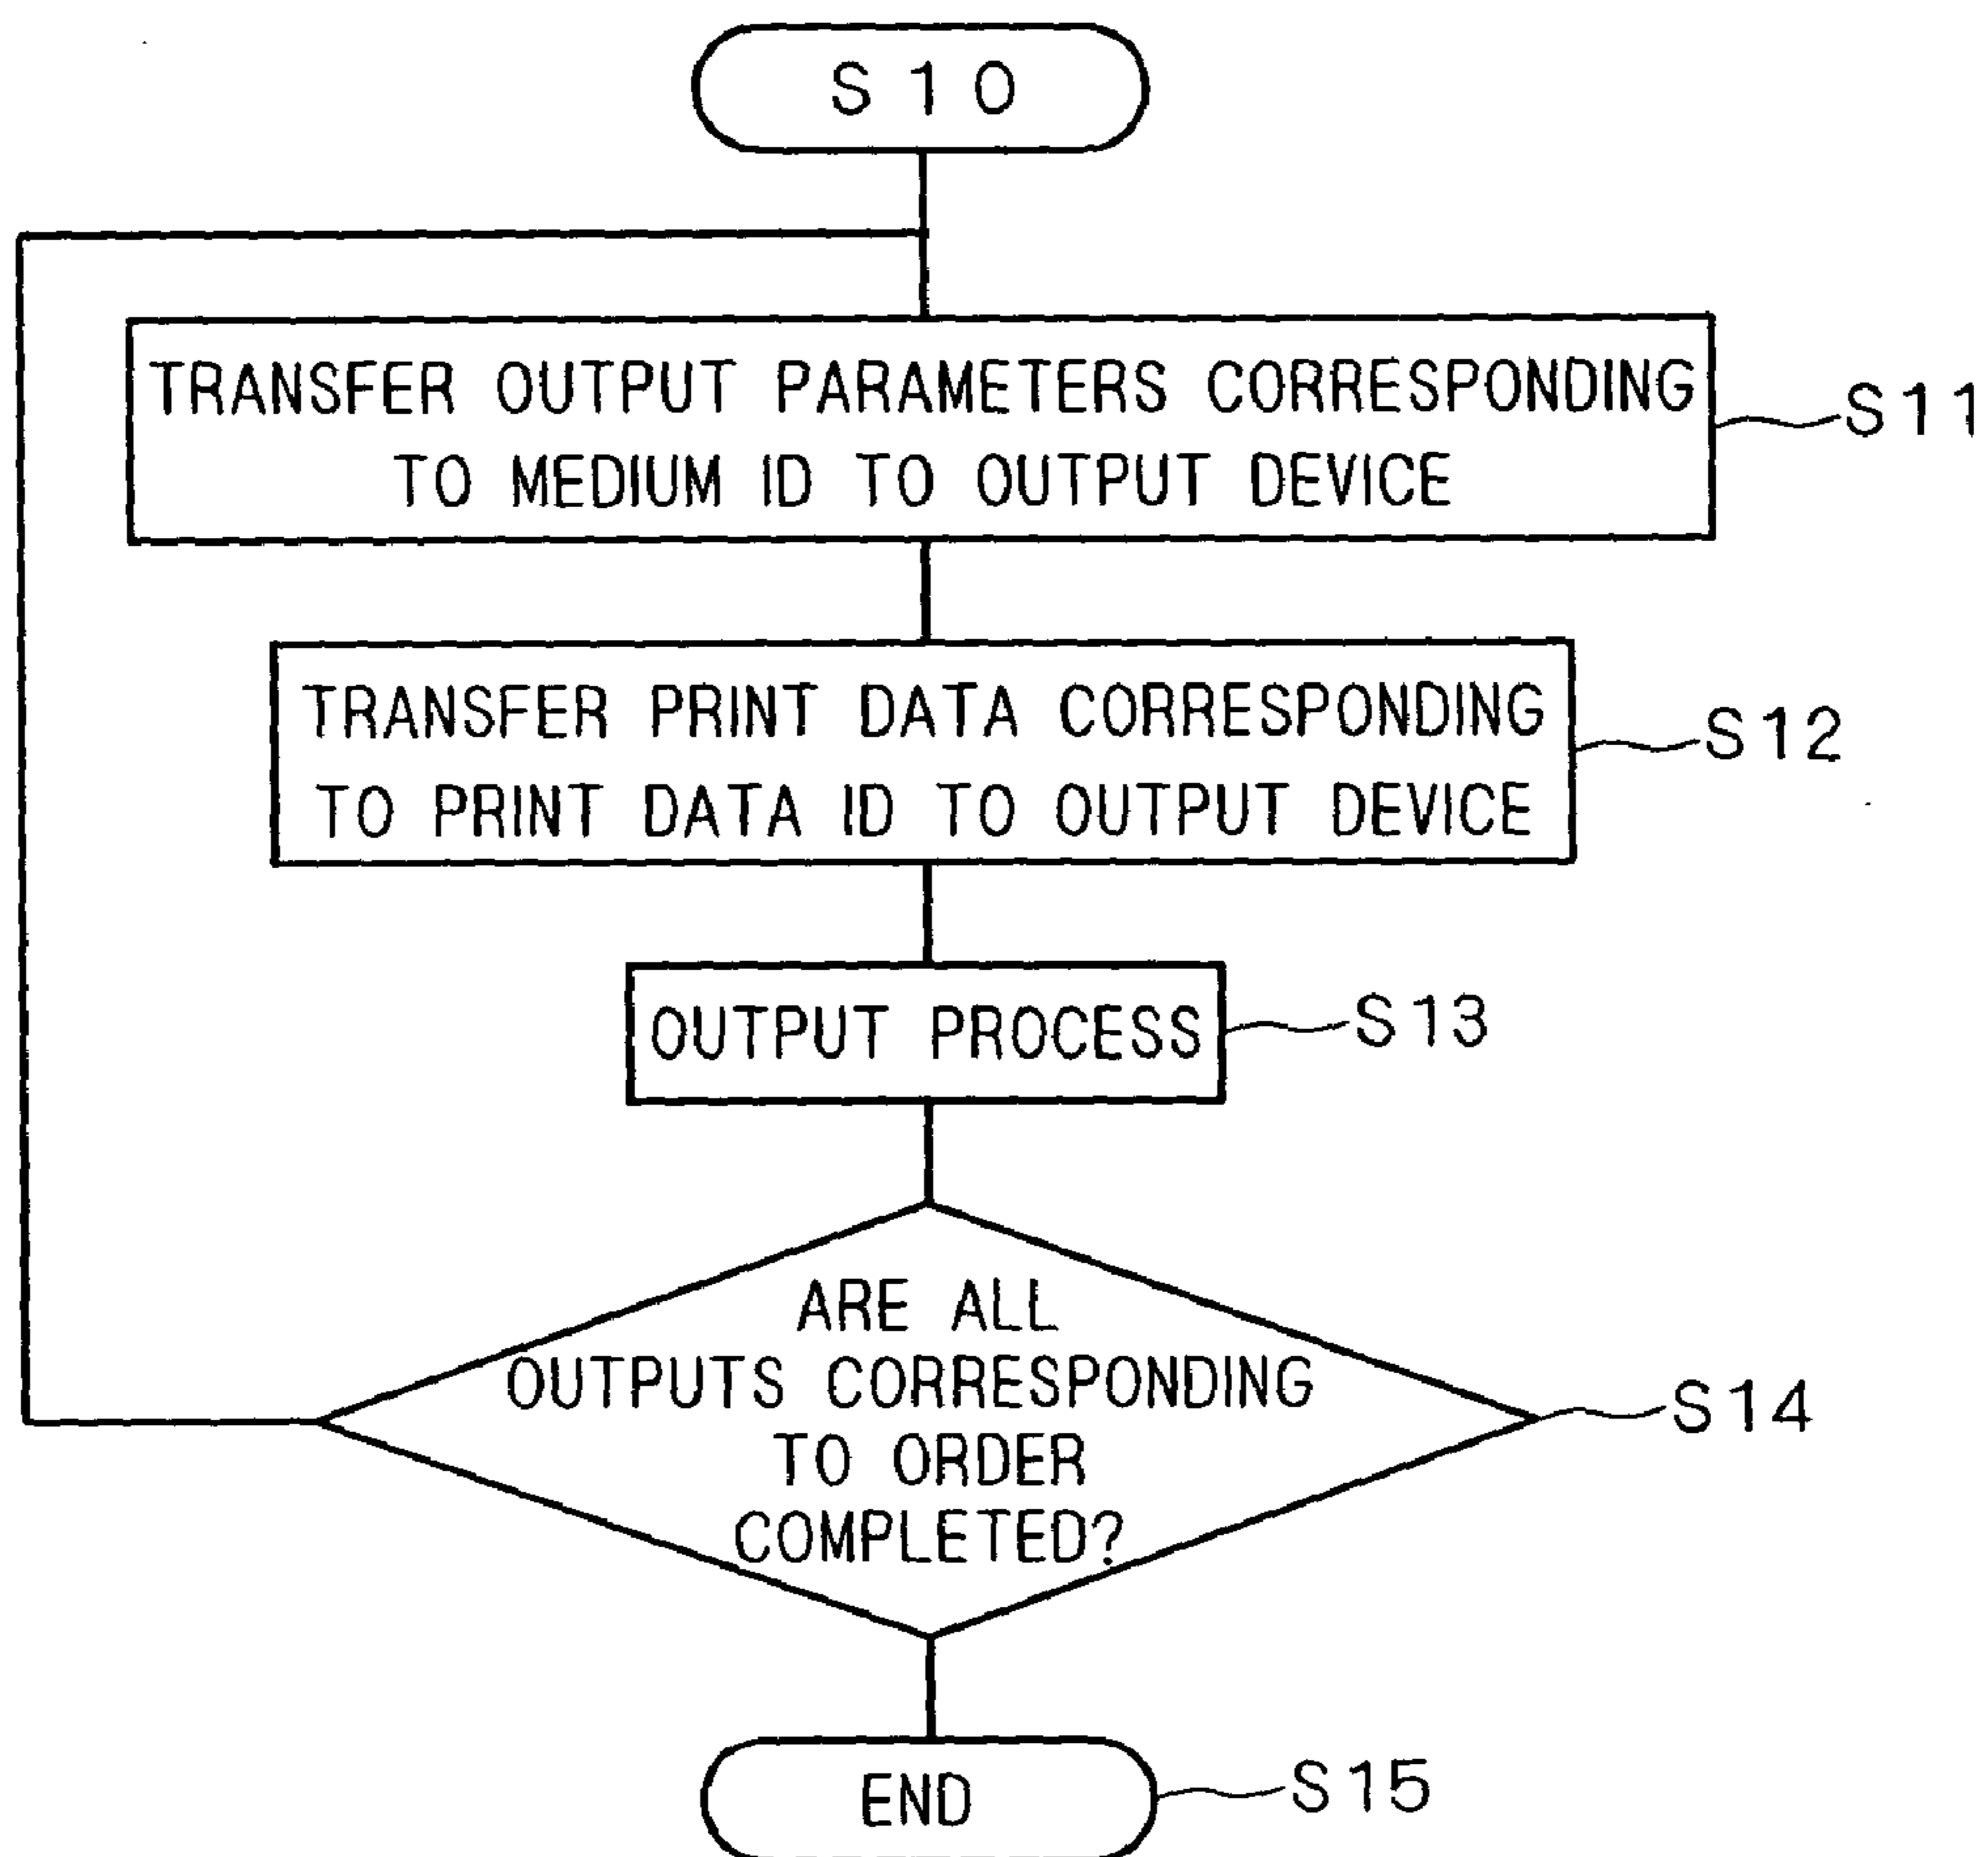 S10
TRANSFER OUTPUT PARAMETERS CORRESPONDING
TO MEDIUM ID TO OUTPUT DEVICE
S11
TRANSFER PRINT DATA CORRESPONDING
TO PRINT DATA ID TO OUTPUT DEVICE
S12
OUTPUT PROCESS
S13
ARE ALL
OUTPUTS CORRESPONDING
TO ORDER
COMPLETED?
S14
END
S15